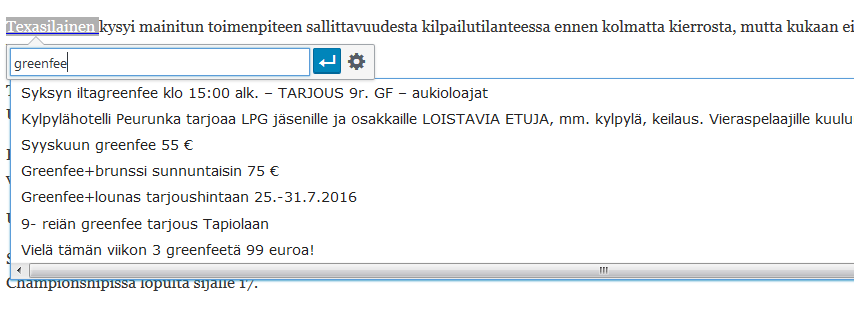 Texasilainen kysyi mainitun toimenpiteen sallittavuudesta kilpailutilanteessa ennen kolmatta kierrosta, mutta kukaan ei
greenfee
Syksyn iltagreenfee klo 15:00 alk. – TARJOUS 9r. GF – aukioloajat
Kylpylähotelli Peurunka tarjoaa LPG jäsenille ja osakkaille LOISTAVIA ETUJA, mm. kylpylä, keilaus. Vieraspelaajille kuulu
Syyskuun greenfee 55 €
Greenfee+brunssi sunnuntaisin 75 €
Greenfee+lounas tarjoushintaan 25.-31.7.2016
9- reiän greenfee tarjous Tapiolaan
Vielä tämän viikon 3 greenfeetä 99 euroa!
Championshipissa lopulta sijalle 17.